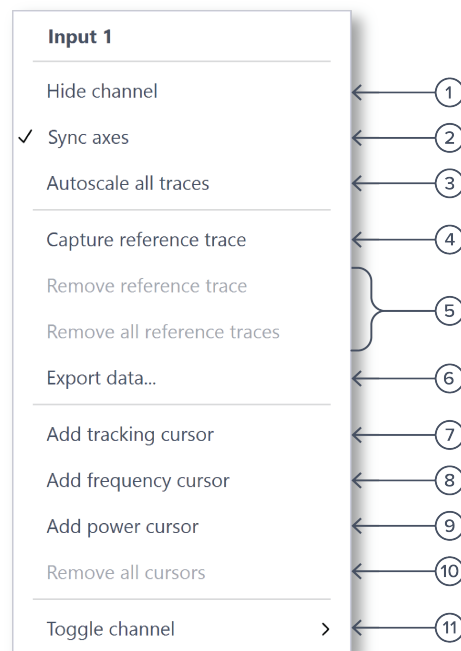 Input 1
Hide channel 1
✓ Sync axes 2
Autoscale all traces 3
Capture reference trace 4
Remove reference trace
5
Remove all reference traces
Export data... 6
Add tracking cursor 7
Add frequency cursor 8
Add power cursor 9
Remove all cursors 10
Toggle channel 11